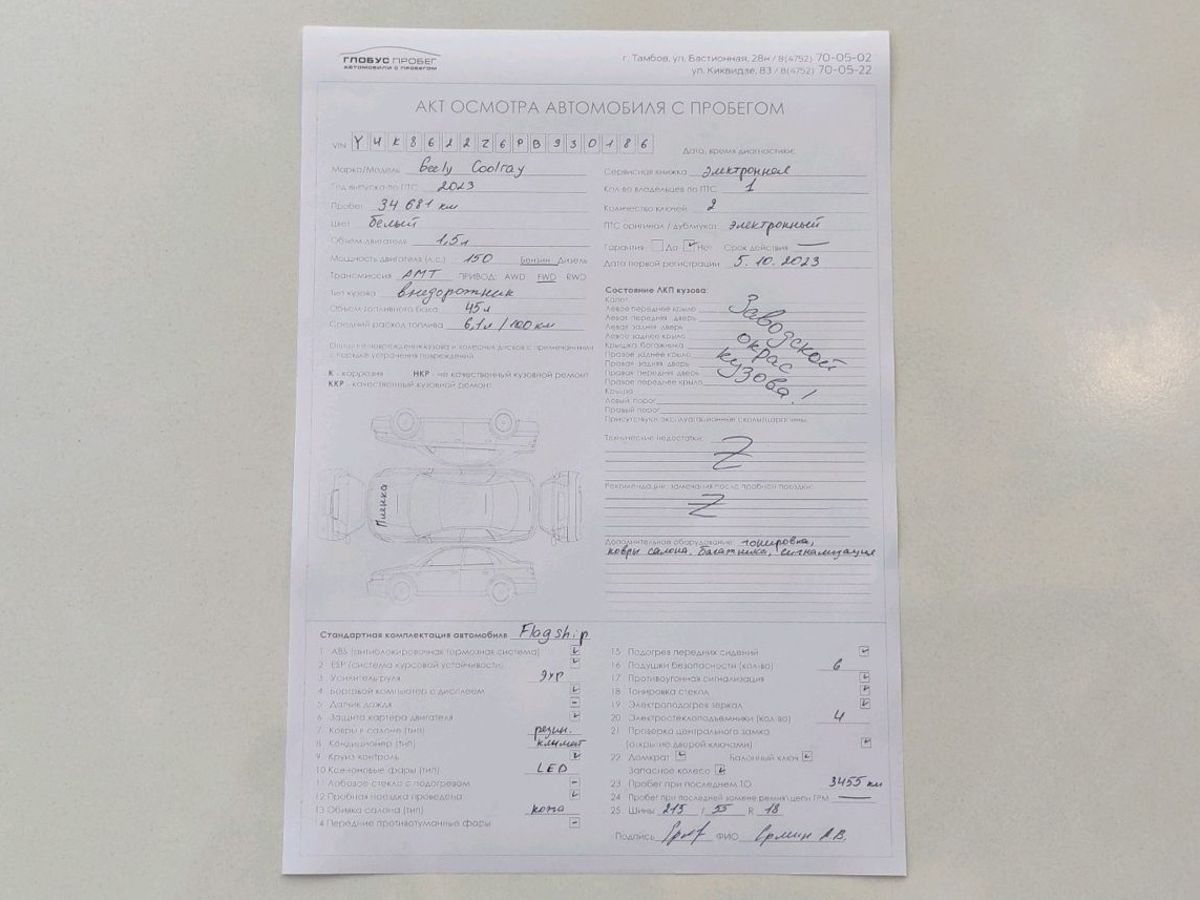 ГЛОБУС ПРОБЕГ
АВТОМОБИЛИ С ПРОБЕГОМ
г. Тамбов, ул. Бастионная, 28н / 8(4752) 70-05-02
ул. Киквидзе, 83 / 8(4752) 70-05-22
АКТ ОСМОТРА АВТОМОБИЛЯ С ПРОБЕГОМ
VIN Y4K8622Z6PB930186
Дата, время диагностики:
Марка/Модель Geely Coolray
Год выпуска по ПТС 2023
Пробег 34 681 км
Цвет белый
Объем двигателя 1,5л
Мощность двигателя (л.с.) 150 Бензин Дизель
Трансмиссия АМТ ПРИВОД: AWD FWD RWD
Тип кузова внедорожник
Объем топливного бака 45л
Средний расход топлива 6,1л/100км
К - коррозия НКР - не качественный кузовной ремонт
ККР - качественный кузовной ремонт
Пленка
Сервисная книжка электронная
Кол-во владельцев по ПТС 1
Количество ключей 2
ПТС оригинал / дубликат электронный
Гарантия Да Нет Срок действия —
Дата первой регистрации 5.10.2023
Состояние ЛКП кузова:
Капот
Левое переднее крыло
Левая передняя дверь
Левая задняя дверь
Левое заднее крыло
Крышка багажника
Правое заднее крыло
Правая задняя дверь
Правая передняя дверь
Правое переднее крыло
Крыша
Левый порог
Правый порог
Заводской
окрас
кузова!
Технические недостатки: Z
Рекомендации, замечания после пробной поездки: Z
Дополнительное оборудование: тонировка,
ковры салона, багажника, сигнализация
Стандартная комплектация автомобиля Flagship
1 ABS (антиблокировочная тормозная система)
2 ESP (система курсовой устойчивости)
3 Усилитель руля ЭУР
4 Бортовой компьютер с дисплеем
5 Датчик дождя
6 Защита картера двигателя
7 Ковры в салоне (тип) резин.
8 Кондиционер (тип) климат
9 Круиз контроль
10 Ксеноновые фары (тип) LED
11 Лобовое стекло с подогревом
12 Пробная поездка проведена
13 Обивка салона (тип) кожа
14 Передние противотуманные фары
15 Подогрев передних сидений
16 Подушки безопасности (кол-во) 6
17 Противоугонная сигнализация
18 Тонировка стекол
19 Электроподогрев зеркал
20 Электростеклоподъемники (кол-во) 4
21 Проверка центрального замка
(открытие дверей ключами)
22 Домкрат Балонный ключ
Запасное колесо
23 Пробег при последнем ТО 3455 км
24 Пробег при последней замене ремня/цепи ГРМ —
25 Шины 215 / 55 R 18
Подпись ФИО Ермин А.В.